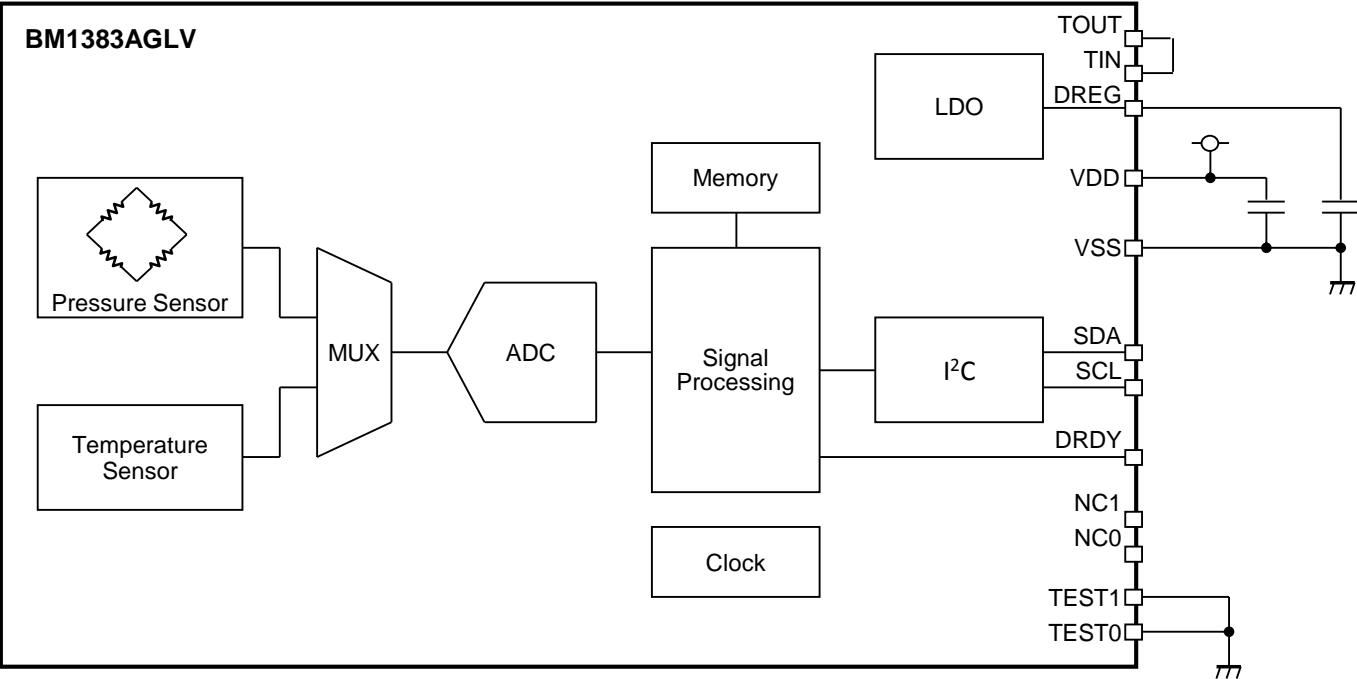 BM1383AGLV
TOUT
TIN
DREG
LDO
VDD
Memory
VSS
Pressure Sensor
MUX
ADC
Signal
Processing
I²C
SDA
SCL
Temperature
Sensor
DRDY
NC1
NC0
Clock
TEST1
TEST0